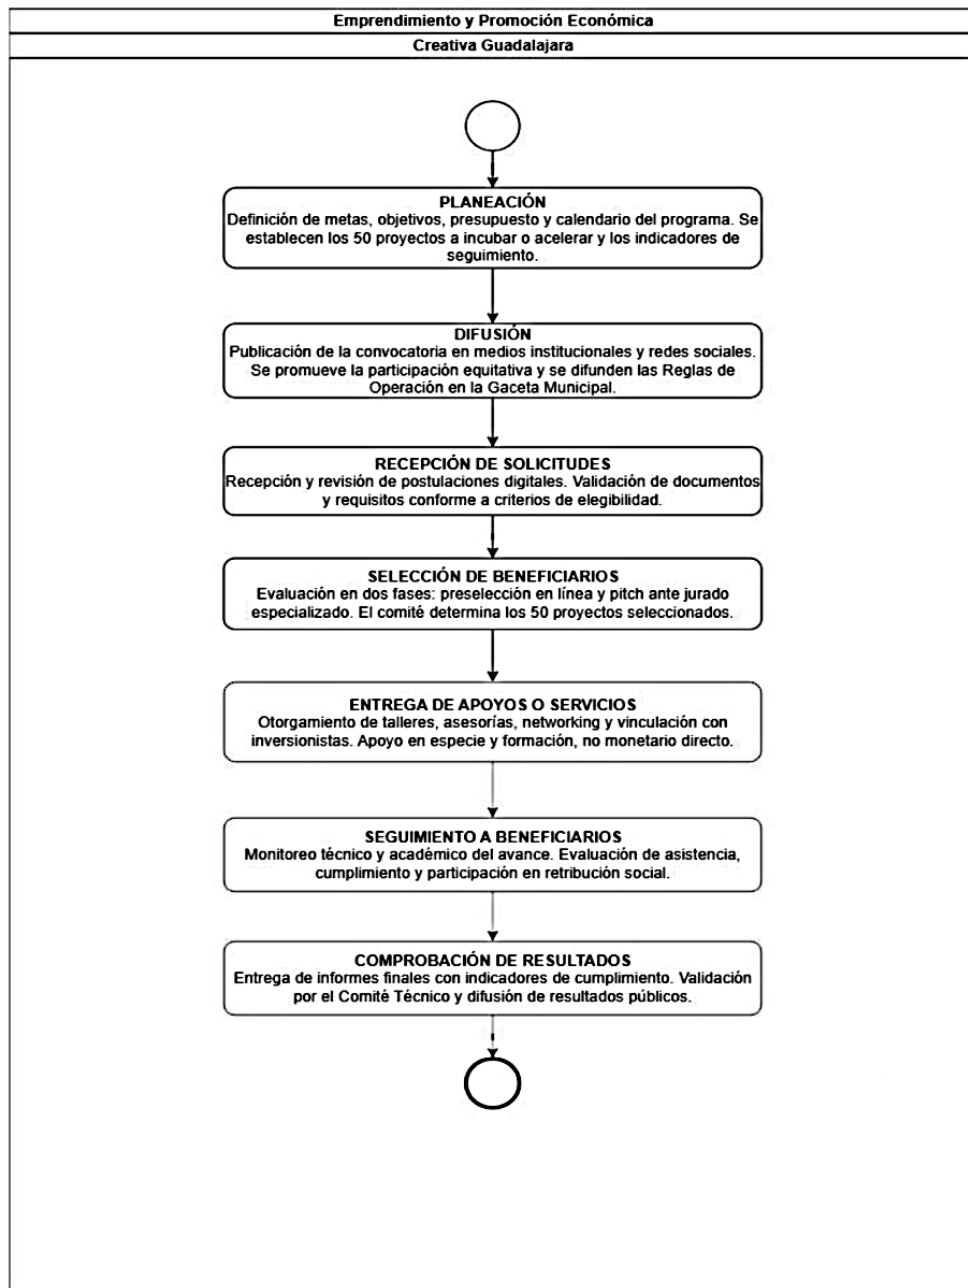 Emprendimiento y Promoción Económica
Creativa Guadalajara
PLANEACIÓN
Definición de metas, objetivos, presupuesto y calendario del programa. Se
establecen los 50 proyectos a incubar o acelerar y los indicadores de
seguimiento.
DIFUSIÓN
Publicación de la convocatoria en medios institucionales y redes sociales.
Se promueve la participación equitativa y se difunden las Reglas de
Operación en la Gaceta Municipal.
RECEPCIÓN DE SOLICITUDES
Recepción y revisión de postulaciones digitales. Validación de documentos
y requisitos conforme a criterios de elegibilidad.
SELECCIÓN DE BENEFICIARIOS
Evaluación en dos fases: preselección en línea y pitch ante jurado
especializado. El comité determina los 50 proyectos seleccionados.
ENTREGA DE APOYOS O SERVICIOS
Otorgamiento de talleres, asesorías, networking y vinculación con
inversionistas. Apoyo en especie y formación, no monetario directo.
SEGUIMIENTO A BENEFICIARIOS
Monitoreo técnico y académico del avance. Evaluación de asistencia,
cumplimiento y participación en retribución social.
COMPROBACIÓN DE RESULTADOS
Entrega de informes finales con indicadores de cumplimiento. Validación
por el Comité Técnico y difusión de resultados públicos.